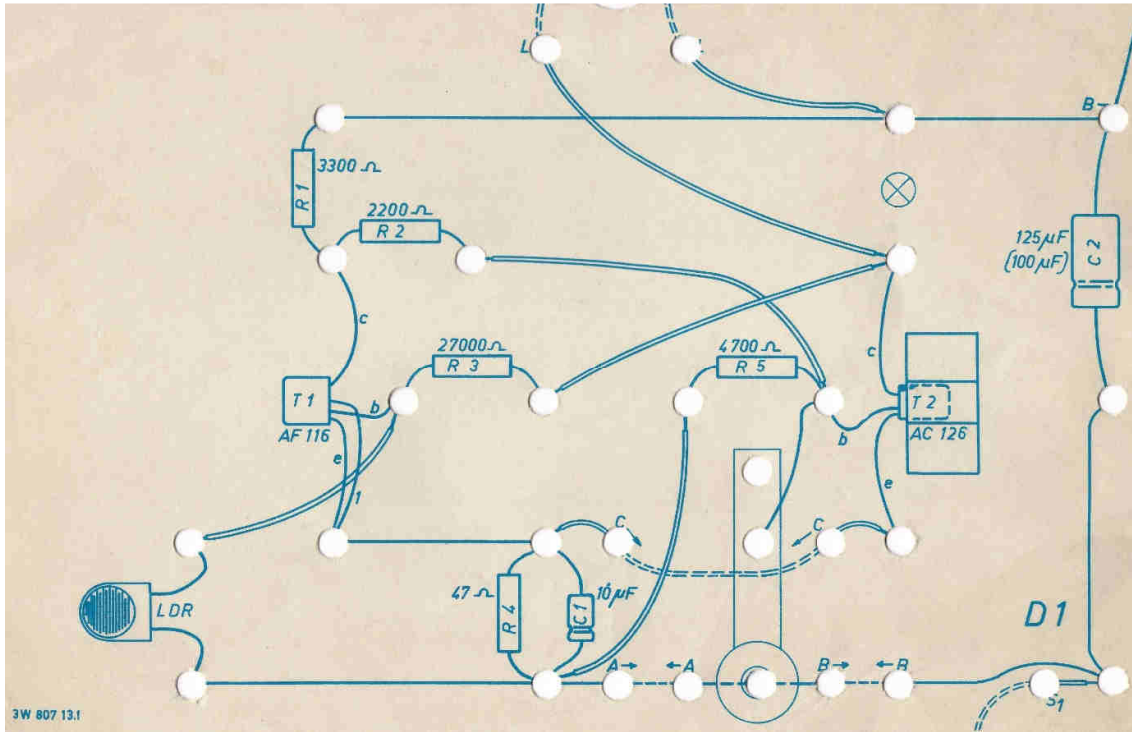 L
B-
3300 Ω
R 1
2200 Ω
R 2
125 µF
(100 µF)
C 2
c
c
27000 Ω
R 3
4700 Ω
R 5
T 1
b
AF 116
T 2
b
AC 126
e
1
e
C
C
LDR
47 Ω
R 4
10 µF
C 1
D 1
A
A
B
B
S1
3W 807 13.1